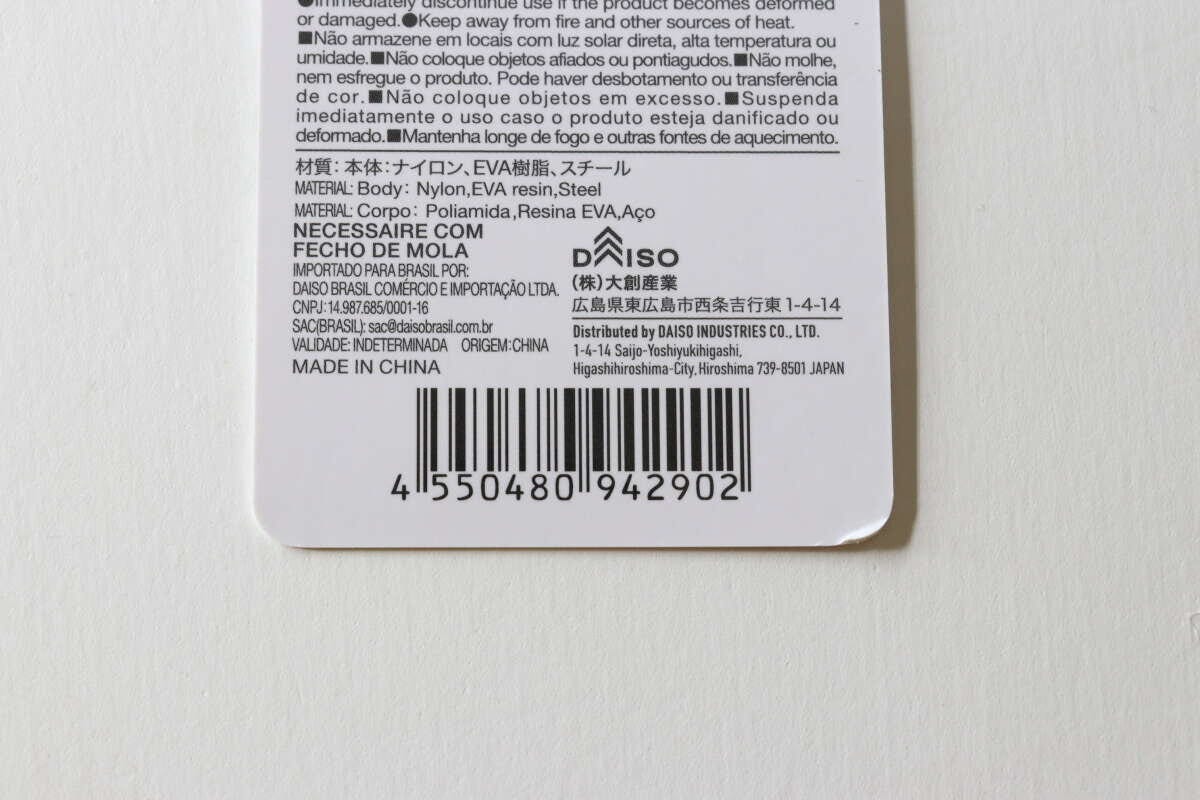 ●Immediately discontinue use if the product becomes deformed
or damaged.●Keep away from fire and other sources of heat.
■Não armazene em locais com luz solar direta, alta temperatura ou
umidade.■Não coloque objetos afiados ou pontiagudos.■Não molhe,
nem esfregue o produto. Pode haver desbotamento ou transferência
de cor.■Não coloque objetos em excesso.■Suspenda
imediatamente o uso caso o produto esteja danificado ou
deformado.■Mantenha longe de fogo e outras fontes de aquecimento.
材質：本体：ナイロン、EVA樹脂、スチール
MATERIAL: Body: Nylon,EVA resin,Steel
MATERIAL: Corpo: Poliamida,Resina EVA,Aço
NECESSAIRE COM
FECHO DE MOLA
IMPORTADO PARA BRASIL POR:
DAISO BRASIL COMÉRCIO E IMPORTAÇÃO LTDA.
CNPJ: 14.987.685/0001-16
SAC(BRASIL): sac@daisobrasil.com.br
VALIDADE: INDETERMINADA ORIGEM: CHINA
MADE IN CHINA
DAISO
(株)大創産業
広島県東広島市西条吉行東1-4-14
Distributed by DAISO INDUSTRIES CO., LTD.
1-4-14 Saijo-Yoshiyukihigashi,
Higashihiroshima-City, Hiroshima 739-8501 JAPAN
4 550480 942902